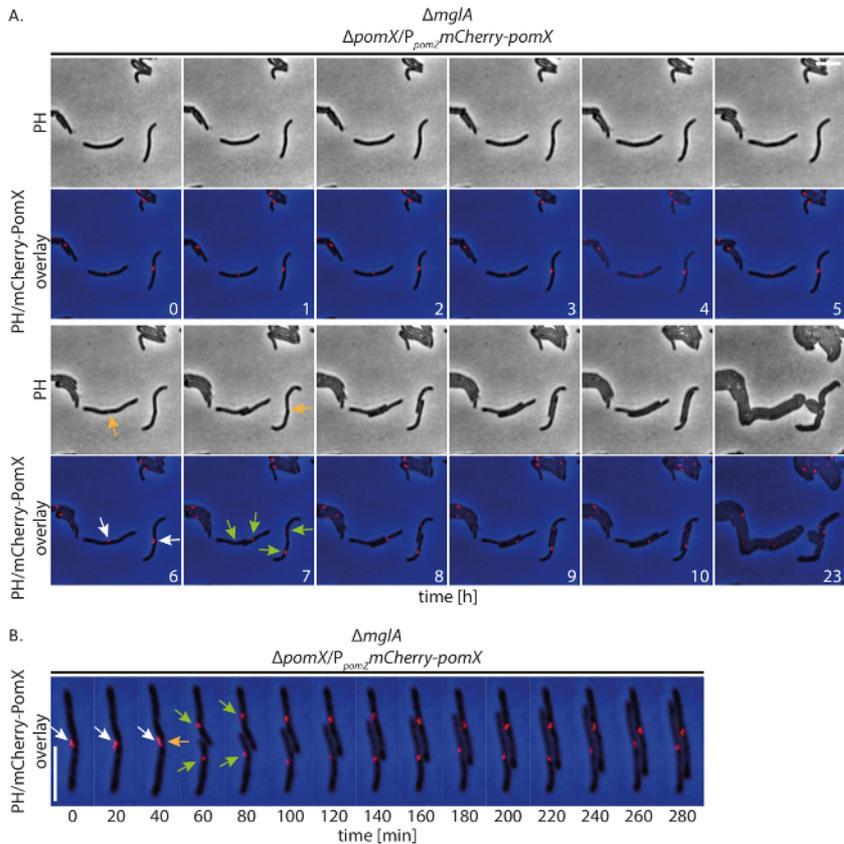 A.
ΔmglA
ΔpomX/PpomZmCherry-pomX
PH
PH/mCherry-PomX
overlay
0 1 2 3 4 5
PH
PH/mCherry-PomX
overlay
6 7 8 9 10 23
time [h]
B.
ΔmglA
ΔpomX/PpomZmCherry-pomX
PH/mCherry-PomX
overlay
0 20 40 60 80 100 120 140 160 180 200 220 240 260 280
time [min]